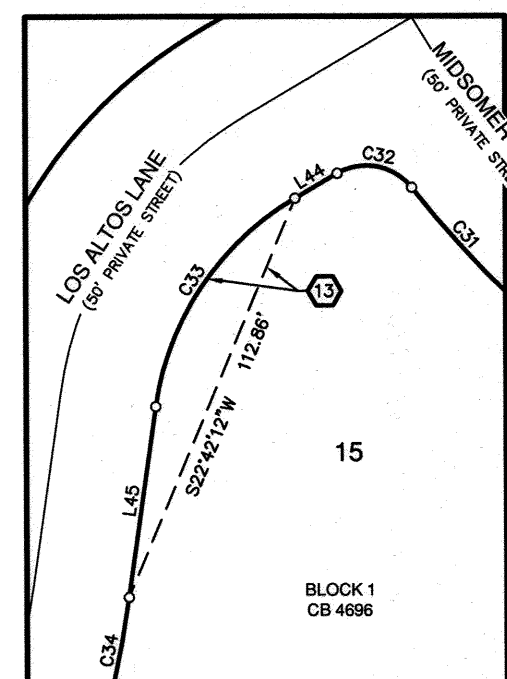 MIDSOMER
(50' PRIVATE STRE
LOS ALTOS LANE
(50' PRIVATE STREET)
L44
C32
C31
C33
13
112.86'
S22°42'12"W
15
L45
BLOCK 1
CB 4696
C34